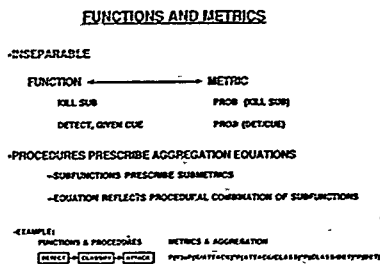 FUNCTIONS AND METRICS
-INSEPARABLE
FUNCTION METRIC
KILL SUB PROB (KILL SUB)
DETECT, GIVEN CUE PROB (DET/CUE)
-PROCEDURES PRESCRIBE AGGREGATION EQUATIONS
-SUBFUNCTIONS PRESCRIBE SUBMETRICS
-EQUATION REFLECTS PROCEDURAL COMBINATION OF SUBFUNCTIONS
-EXAMPLE:
FUNCTIONS & PROCEDURES METRICS & AGGREGATION
DETECT CLASSIFY ATTACK